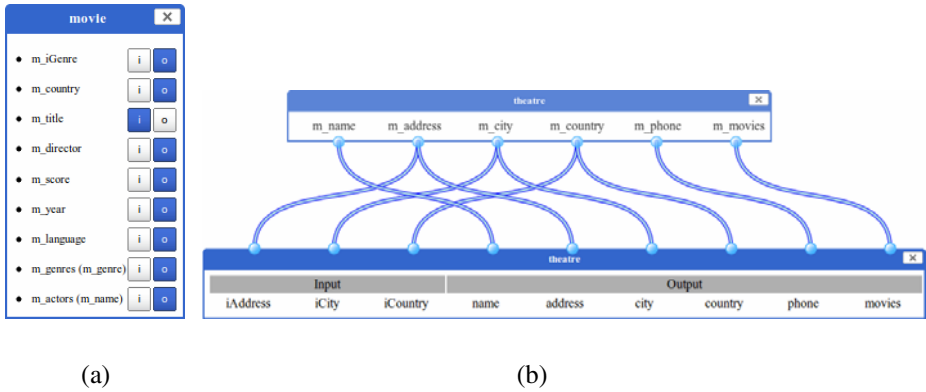 movie
m_iGenre i o
m_country i o
m_title i o
m_director i o
m_score i o
m_year i o
m_language i o
m_genres (m_genre) i o
m_actors (m_name) i o
(a)
theatre
m_name m_address m_city m_country m_phone m_movies
theatre
Input Output
iAddress iCity iCountry name address city country phone movies
(b)